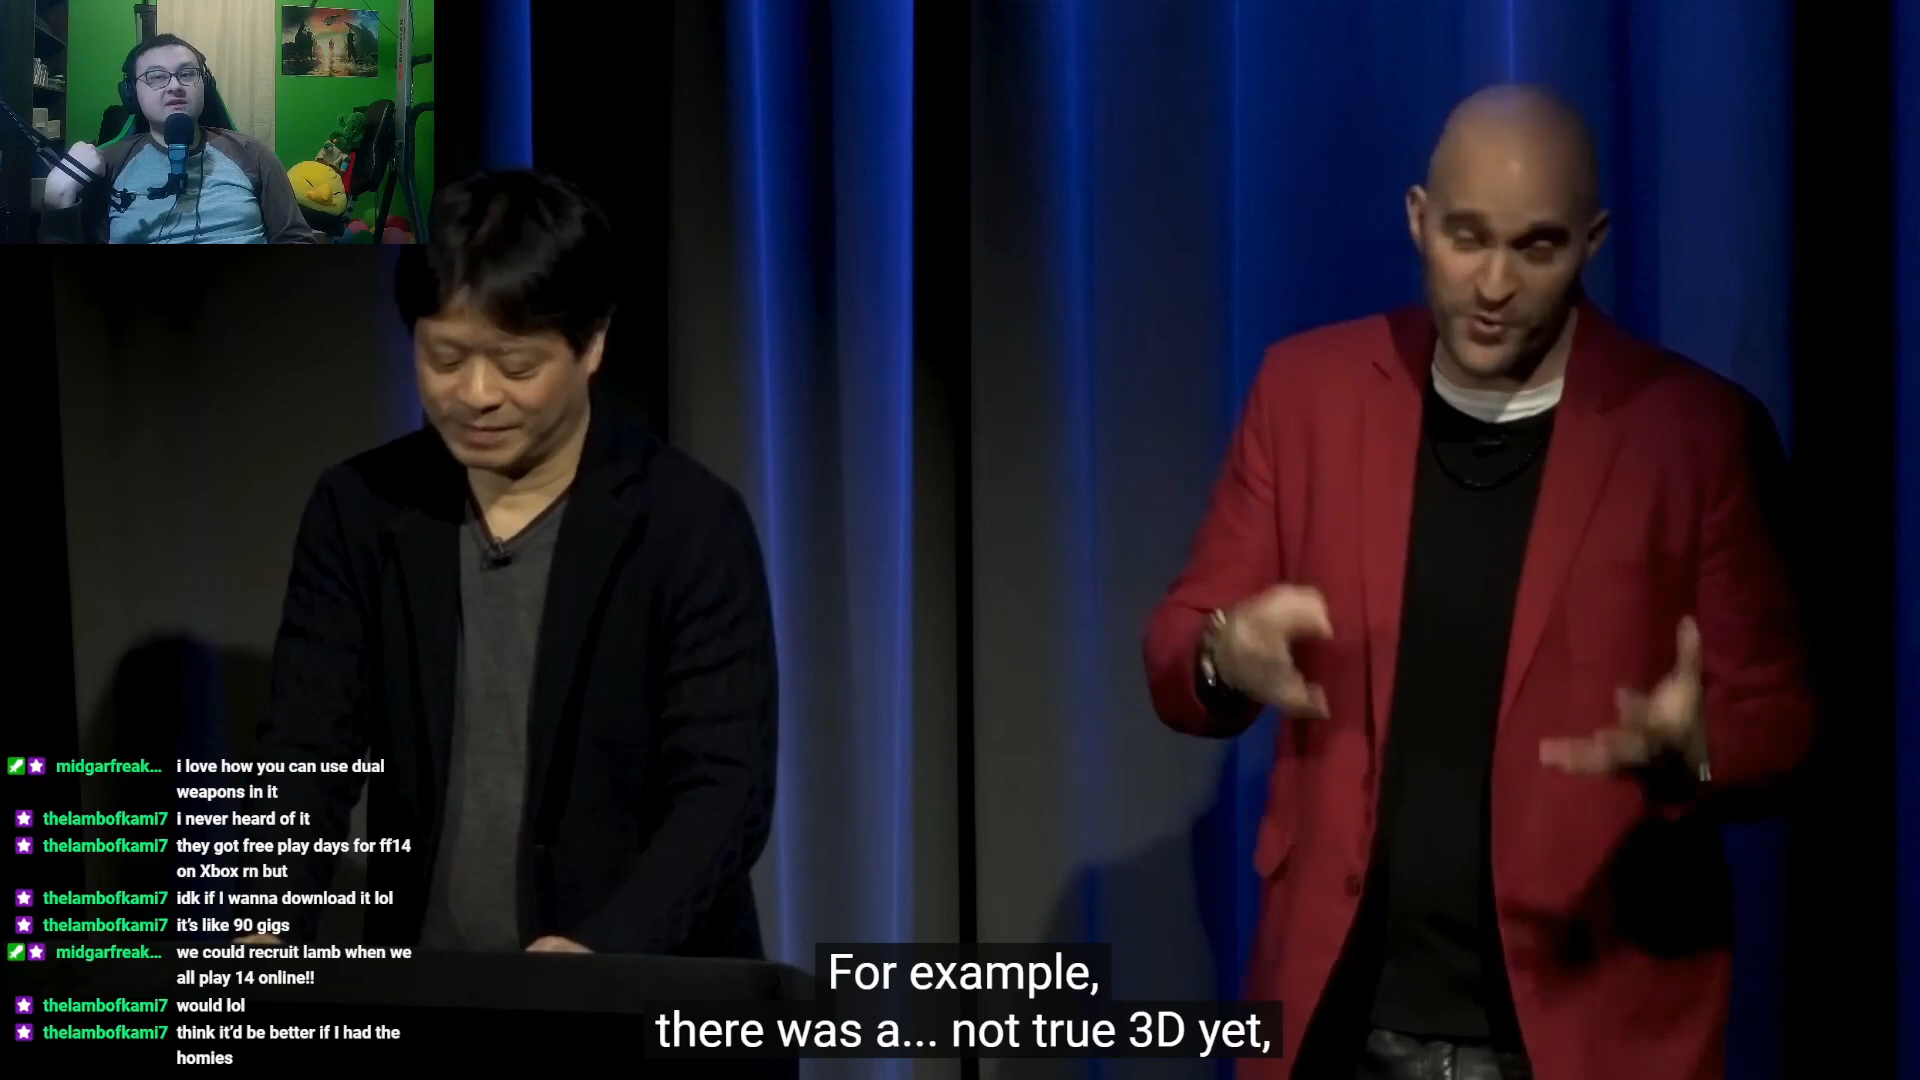 midgarfreak... i love how you can use dual
weapons in it
thelambofkami7 i never heard of it
thelambofkami7 they got free play days for ff14
on Xbox rn but
thelambofkami7 idk if I wanna download it lol
thelambofkami7 it's like 90 gigs
midgarfreak... we could recruit lamb when we
all play 14 online!!
thelambofkami7 would lol
thelambofkami7 think it'd be better if I had the
homies
For example,
there was a... not true 3D yet,